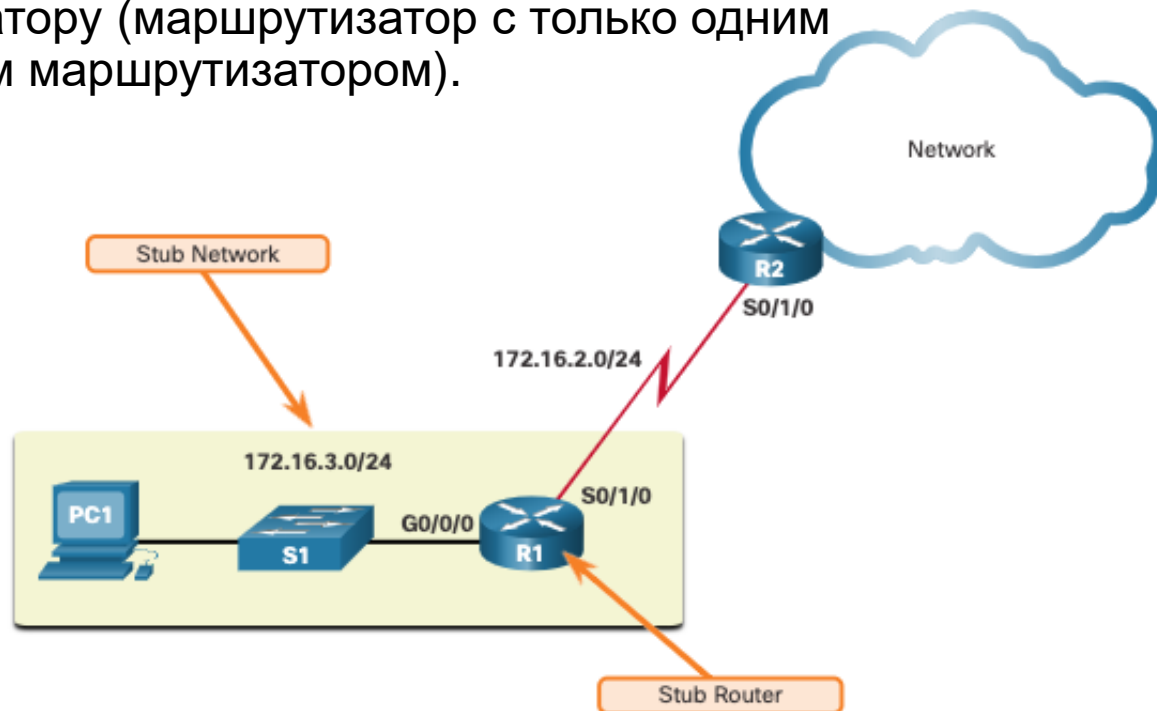 атору (маршрутизатор с только одним
м маршрутизатором).
Network
Stub Network
R2
S0/1/0
172.16.2.0/24
172.16.3.0/24
S0/1/0
PC1
G0/0/0
S1
R1
Stub Router